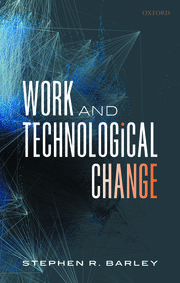 OXFORD
WORK AND
TECHNOLOGICAL
CHANGE
STEPHEN R. BARLEY